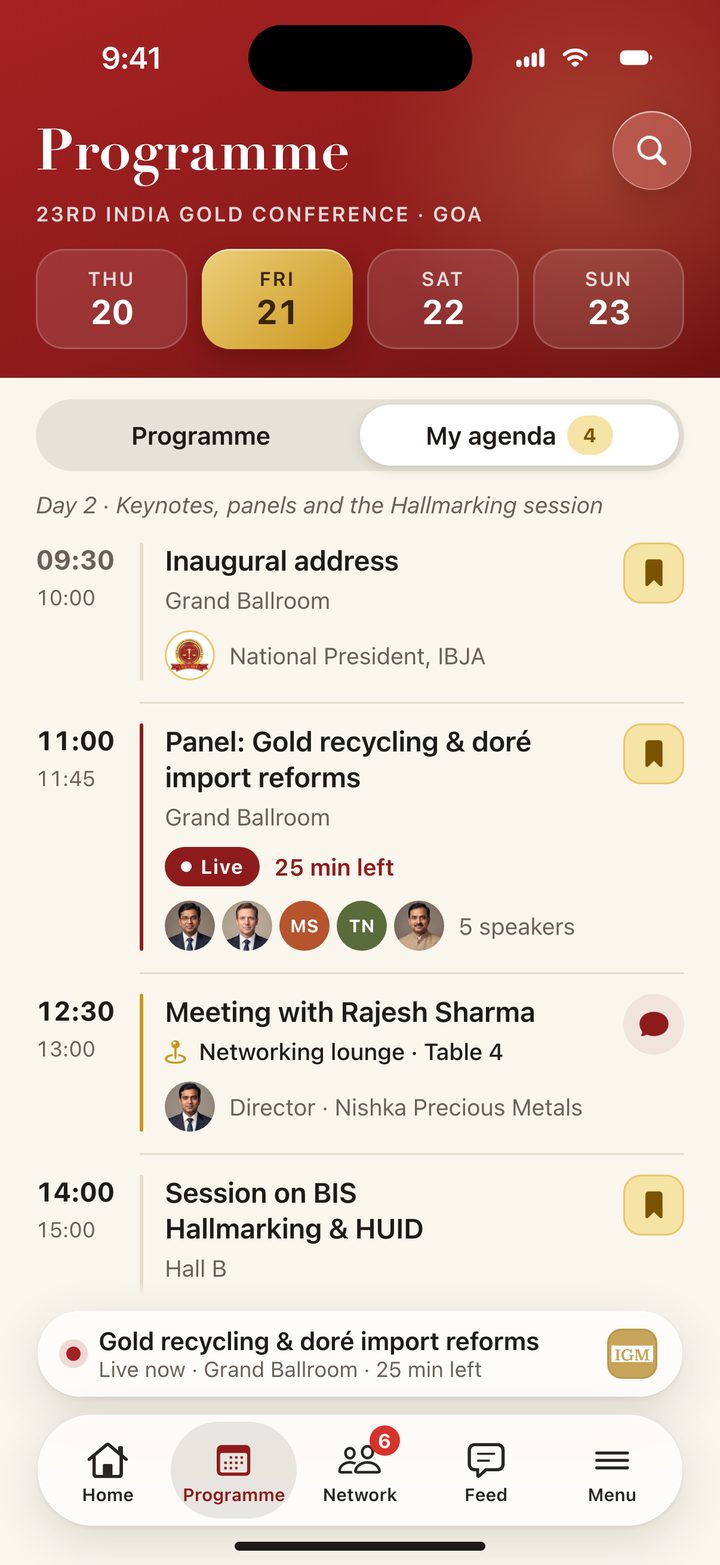 9:41
Programme
23RD INDIA GOLD CONFERENCE · GOA
THU
20
FRI
21
SAT
22
SUN
23
Programme
My agenda 4
Day 2 · Keynotes, panels and the Hallmarking session
09:30
10:00
Inaugural address
Grand Ballroom
National President, IBJA
11:00
11:45
Panel: Gold recycling & doré
import reforms
Grand Ballroom
Live 25 min left
MS TN 5 speakers
12:30
13:00
Meeting with Rajesh Sharma
Networking lounge · Table 4
Director · Nishka Precious Metals
14:00
15:00
Session on BIS
Hallmarking & HUID
Hall B
Gold recycling & doré import reforms
Live now · Grand Ballroom · 25 min left
IGM
6
Home Programme Network Feed Menu